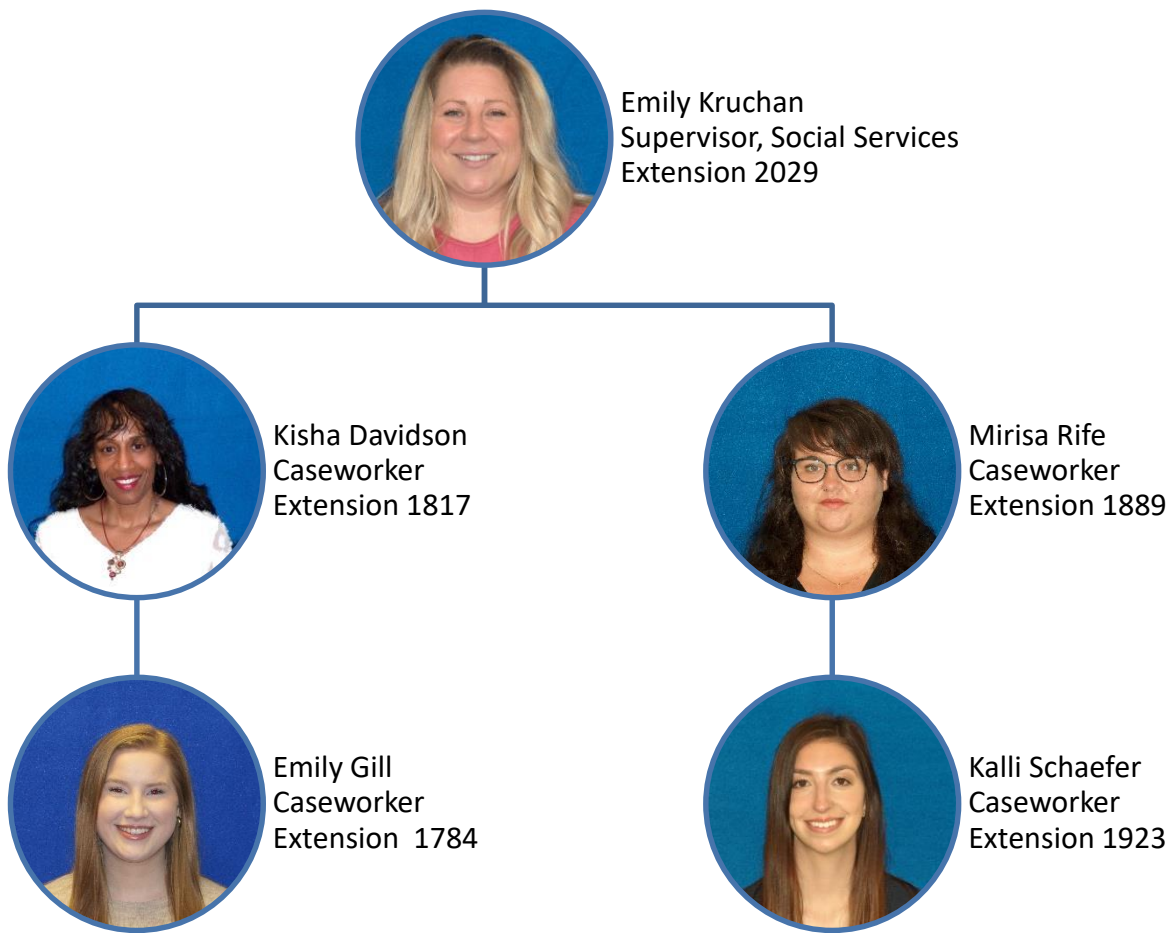 Emily Kruchan
Supervisor, Social Services
Extension 2029
Kisha Davidson
Caseworker
Extension 1817
Mirisa Rife
Caseworker
Extension 1889
Emily Gill
Caseworker
Extension  1784
Kalli Schaefer
Caseworker
Extension 1923